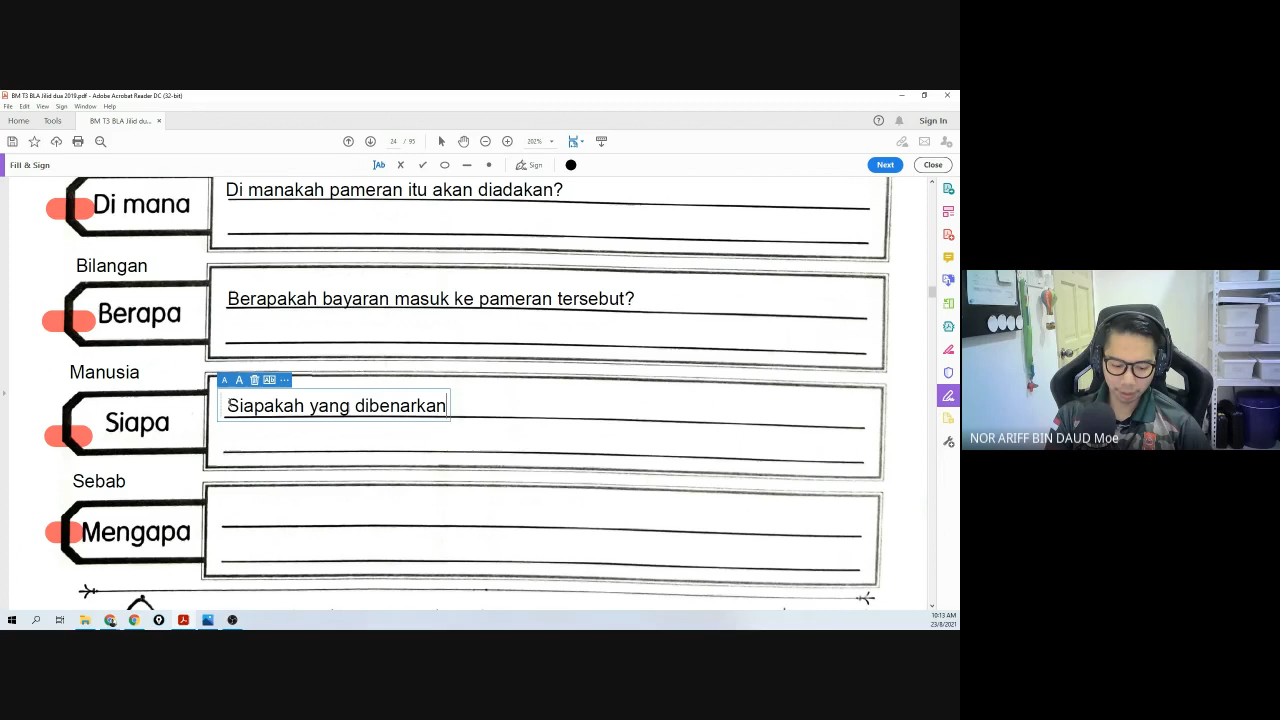 BM T3 BLA Jilid dua 2019.pdf - Adobe Acrobat Reader DC (32-bit)
File Edit View Sign Window Help
Home Tools BM T3 BLA Jilid du... × Sign In
24 / 95 202%
Fill & Sign Ab Sign Next Close
Di mana Di manakah pameran itu akan diadakan?
Bilangan
Berapa Berapakah bayaran masuk ke pameran tersebut?
Manusia
A A
Siapa Siapakah yang dibenarkan
Sebab
Mengapa
NOR ARIFF BIN DAUD Moe
10:13 AM
23/8/2021